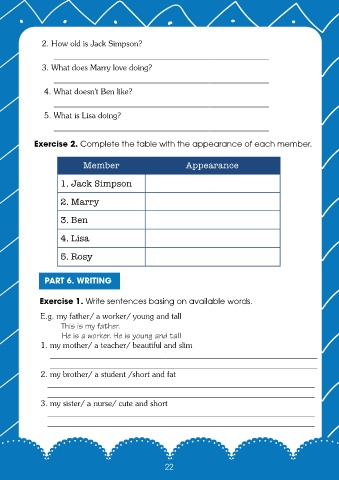 2. How old is Jack Simpson?
3. What does Marry love doing?
4. What doesn't Ben like?
5. What is Lisa doing?
Exercise 2. Complete the table with the appearance of each member.
Member Appearance
1. Jack Simpson
2. Marry
3. Ben
4. Lisa
5. Rosy
PART 6. WRITING
Exercise 1. Write sentences basing on available words.
E.g. my father/ a worker/ young and tall
This is my father.
He is a worker. He is young and tall
1. my mother/ a teacher/ beautiful and slim
2. my brother/ a student /short and fat
3. my sister/ a nurse/ cute and short
22